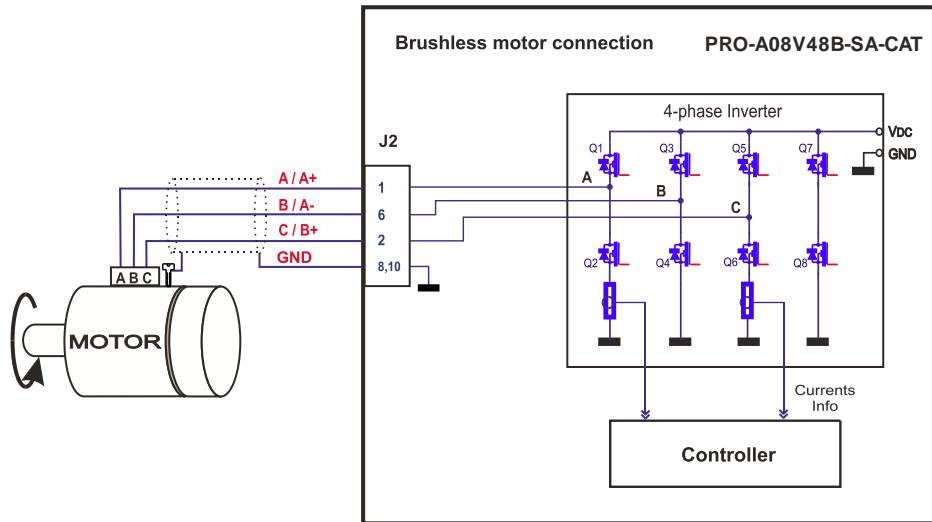 Brushless motor connection PRO-A08V48B-SA-CAT
4-phase Inverter
VDC
GND
Q1 Q3 Q5 Q7
J2
A / A+ 1 A
B / A- 6 B
C / B+ 2 C
GND 8,10
Q2 Q4 Q6 Q8
A B C
MOTOR
Currents
Info
Controller